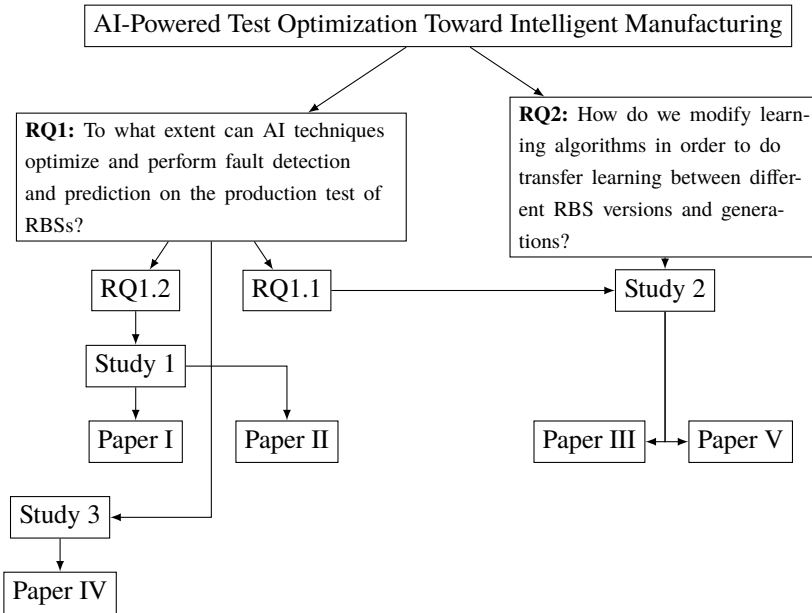 AI-Powered Test Optimization Toward Intelligent Manufacturing
RQ1: To what extent can AI techniques
optimize and perform fault detection
and prediction on the production test of
RBSs?
RQ2: How do we modify learn-
ing algorithms in order to do
transfer learning between differ-
ent RBS versions and genera-
tions?
RQ1.2
RQ1.1
Study 2
Study 1
Paper I
Paper II
Paper III
Paper V
Study 3
Paper IV